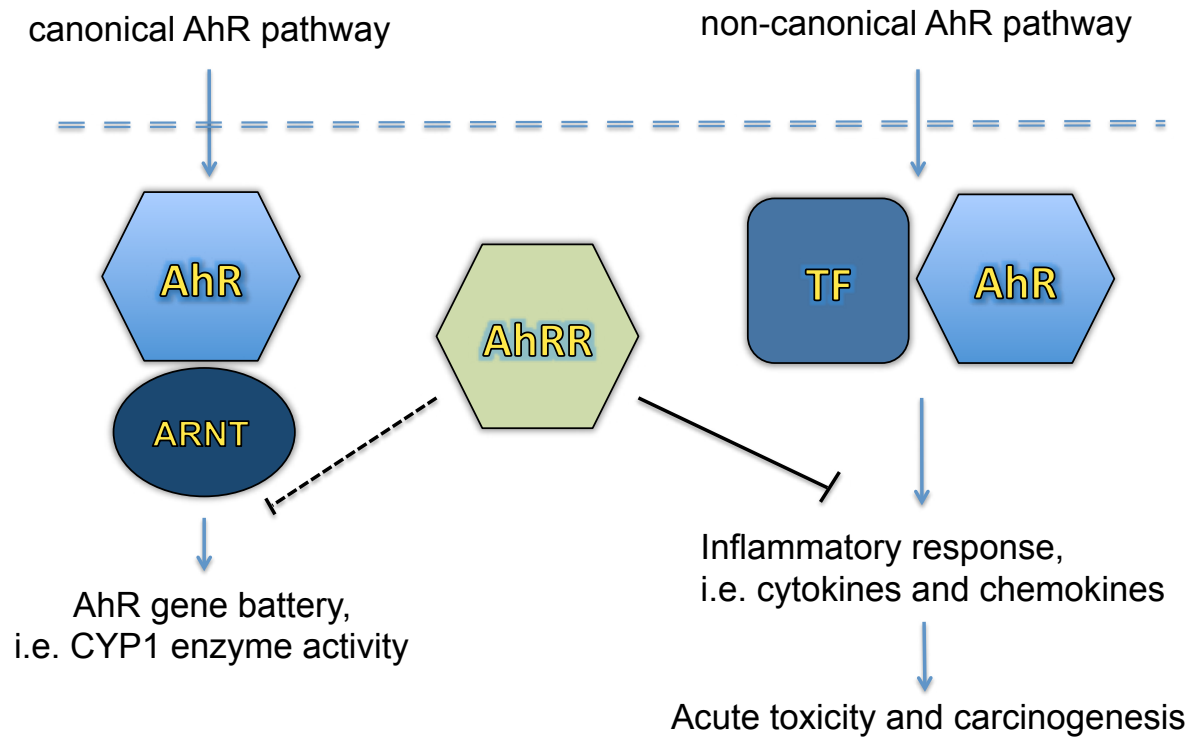 canonical AhR pathway
non-canonical AhR pathway
AhR
ARNT
AhRR
TF
AhR
AhR gene battery,
i.e. CYP1 enzyme activity
Inflammatory response,
i.e. cytokines and chemokines
Acute toxicity and carcinogenesis